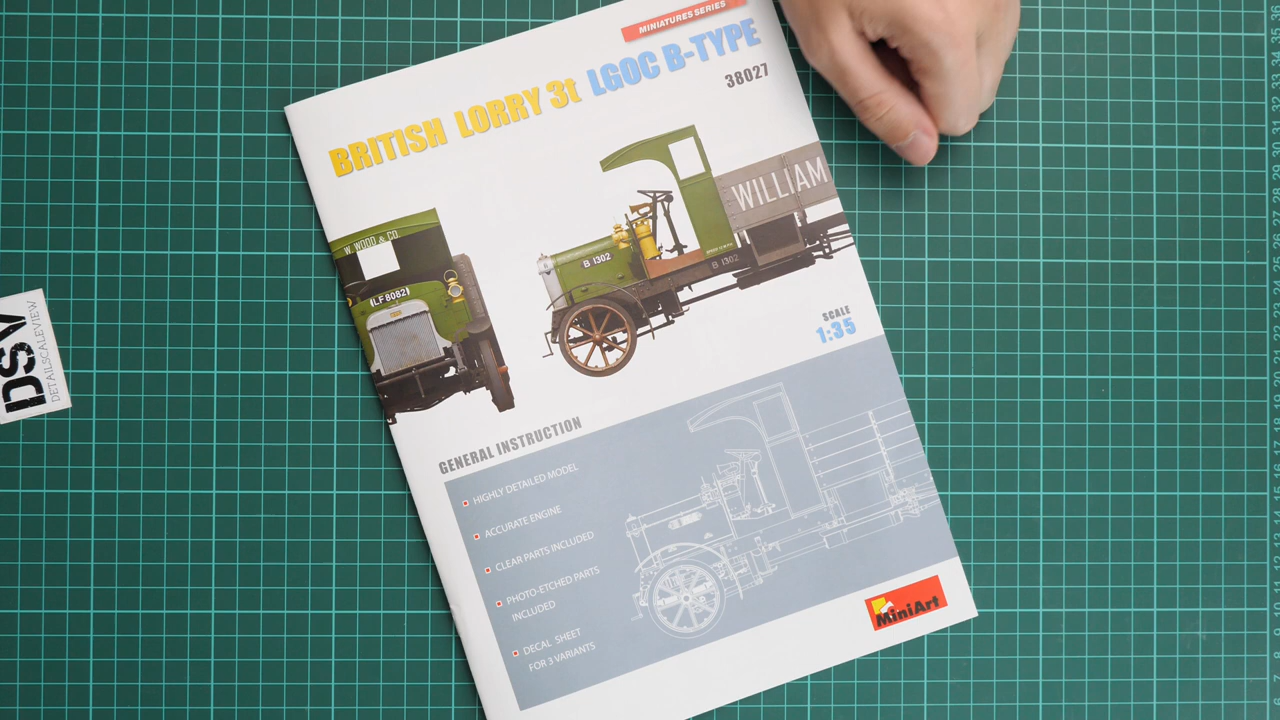 MINIATURES SERIES
BRITISH LORRY 3t LGOC B-TYPE
38027
WILLIAM
W. WOOD & CO.
B 1302
B 1302
LF 8082
SCALE
1:35
GENERAL INSTRUCTION
HIGHLY DETAILED MODEL
ACCURATE ENGINE
CLEAR PARTS INCLUDED
PHOTO-ETCHED PARTS
INCLUDED
DECAL SHEET
FOR 3 VARIANTS
MiniArt
DSV
DETAILSCALEVIEW